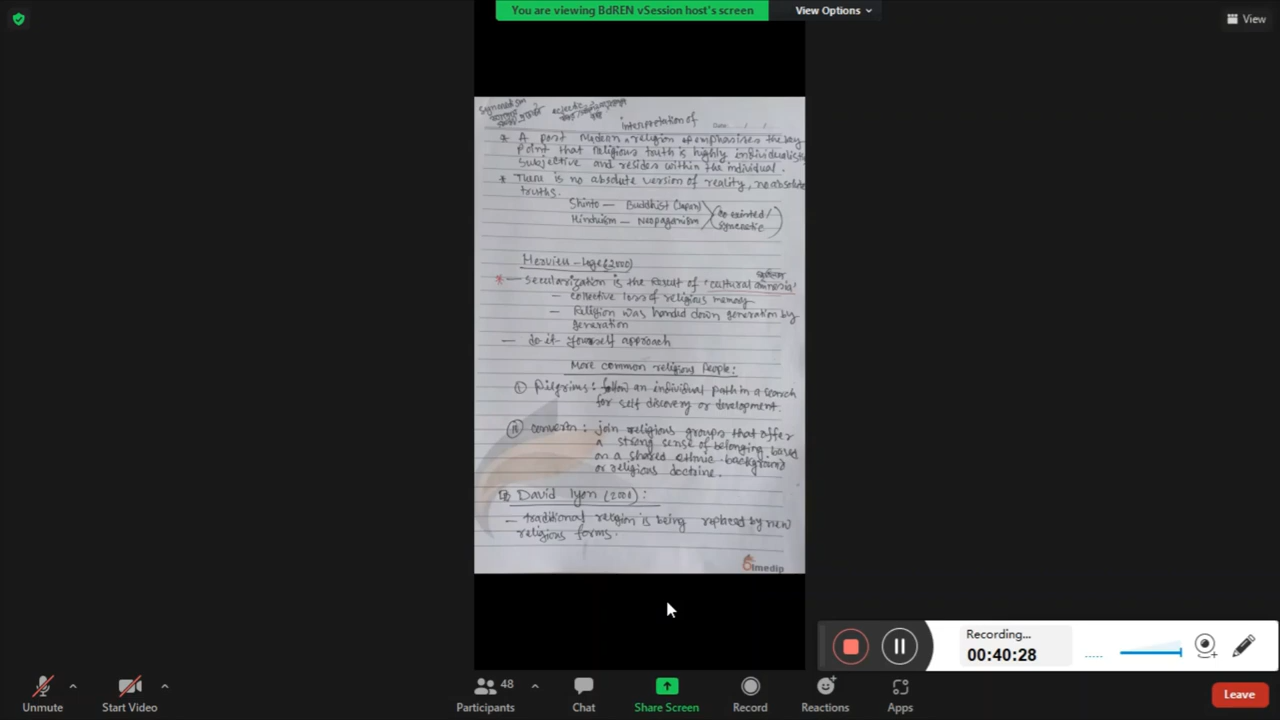 You are viewing BdREN vSession host's screen
View Options
View
eclectic
interpretation of
Date: / /
* A post Modern religion of emphasises the key
point that religious truth is highly individualistic
subjective and resides within the individual.
* There is no absolute version of reality, no absolute
truths.
Shinto — Buddhist (Japan)
Hinduism — Neopaganism
Hervieu - Leger (2000)
* — secularization is the result of "cultural amnesia"
— collective loss of religious memory
— Religion was handed down generation by
generation
— do it yourself approach
More common religious People:
(i) Pilgrims: follow an individual path in a search
for self discovery or development.
(ii) : join religious groups that offer
a strong sense of belonging based
on a shared ethnic background
or religious doctrine.
David Lyon :
— traditional religion is being replaced by new
religious forms.
Recording...
00:40:28
Unmute
Start Video
48
Participants
Chat
Share Screen
Record
Reactions
Apps
Leave